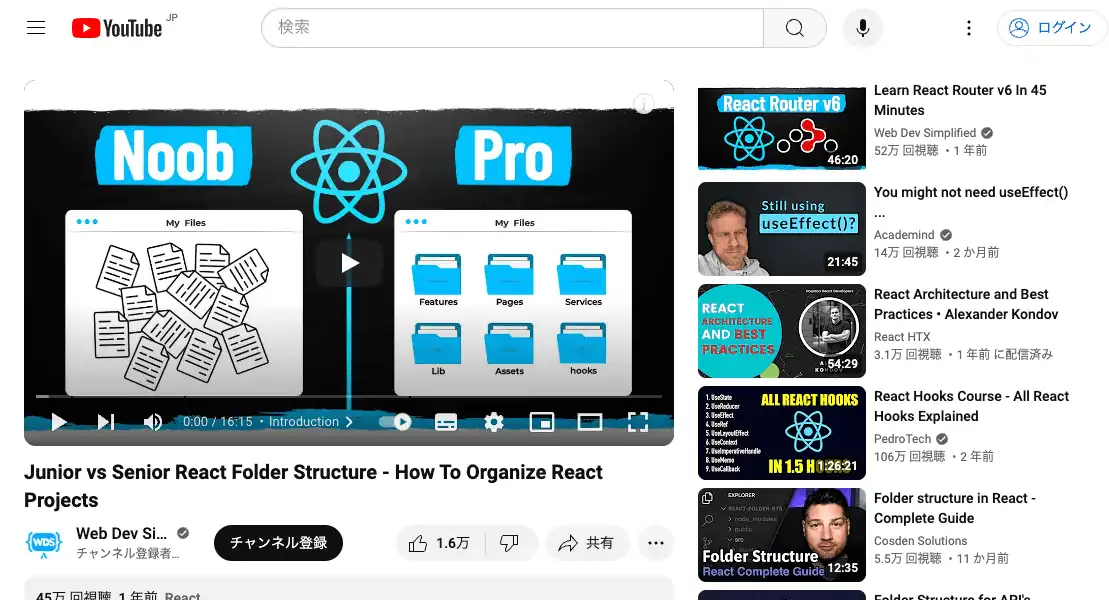 YouTube JP
検索
ログイン
Noob
Pro
My Files
My Files
Features
Pages
Services
Lib
Assets
hooks
0:00 / 16:15 • Introduction
Junior vs Senior React Folder Structure - How To Organize React
Projects
WDS
Web Dev Si...
チャンネル登録者...
チャンネル登録
1.6万
共有
45万 回視聴 1 年前 React
React Router v6
46:20
Learn React Router v6 In 45
Minutes
Web Dev Simplified
52万 回視聴 ・1 年前
Still using
useEffect()?
21:45
You might not need useEffect()
...
Academind
14万 回視聴 ・2 か月前
Houston React Developers
REACT
ARCHITECTURE
AND BEST
PRACTICES
54:29
React Architecture and Best
Practices • Alexander Kondov
React HTX
3.1万 回視聴 ・1 年前 に配信済み
1. UseState
2. UseReducer
3. UseEffect
4. UseRef
5. UseLayoutEffect
6. UseContext
7. UseImperativeHandle
8. UseMemo
9. UseCallback
ALL REACT HOOKS
IN 1.5 H
1:26:21
React Hooks Course - All React
Hooks Explained
PedroTech
106万 回視聴 ・2 年前
EXPLORER
REACT-FOLDER-STR
node_modules
public
src
Folder Structure
React Complete Guide
12:35
Folder structure in React -
Complete Guide
Cosden Solutions
5.5万 回視聴 ・11 か月前
Folder Structure for API's